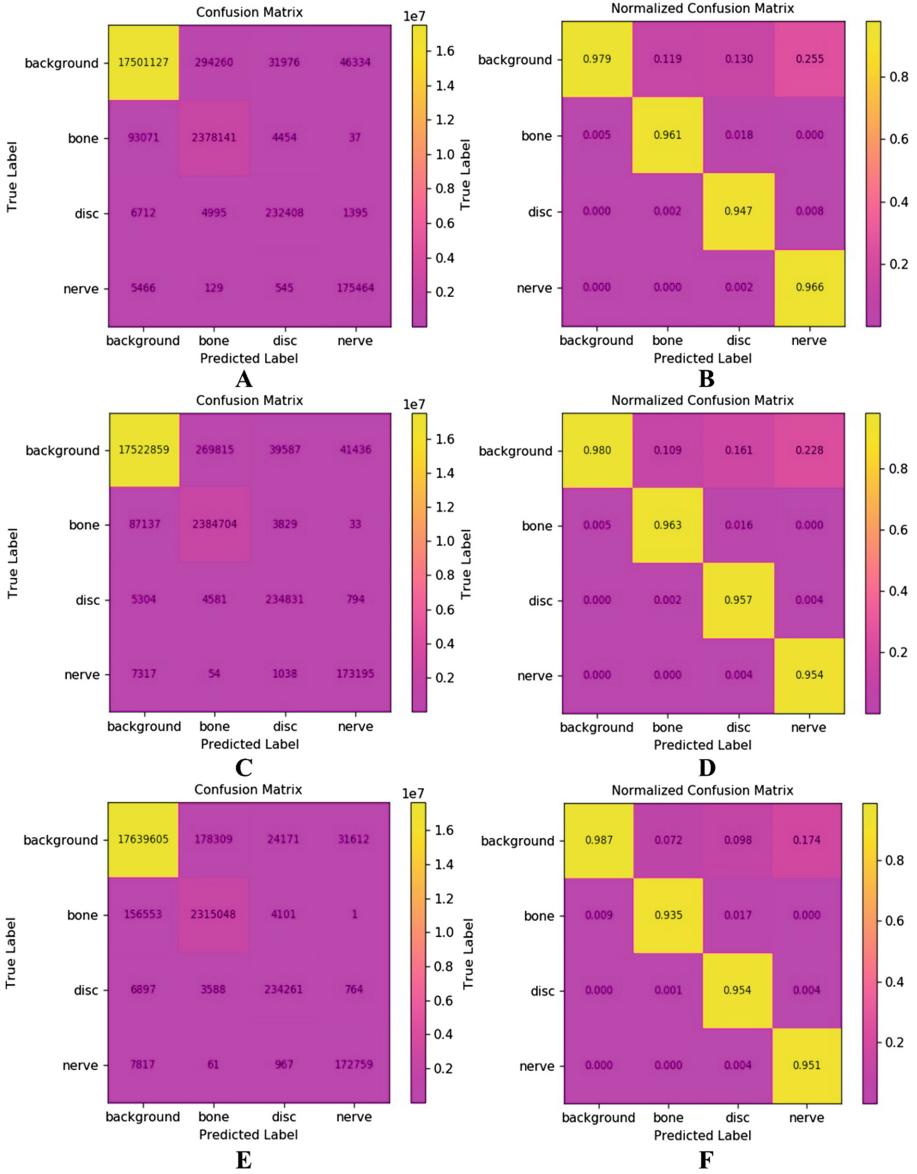 Confusion Matrix
1e7
True Label
background 17501127 294260 31976 46334
bone 93071 2378141 4454 37
disc 6712 4995 232408 1395
nerve 5466 129 545 175464
background bone disc nerve
Predicted Label
1.6
1.4
1.2
1.0
0.8
0.6
0.4
0.2
A
Normalized Confusion Matrix
True Label
background 0.979 0.119 0.130 0.255
bone 0.005 0.961 0.018 0.000
disc 0.000 0.002 0.947 0.008
nerve 0.000 0.000 0.002 0.966
background bone disc nerve
Predicted Label
0.8
0.6
0.4
0.2
B
Confusion Matrix
1e7
True Label
background 17522859 269815 39587 41436
bone 87137 2384704 3829 33
disc 5304 4581 234831 794
nerve 7317 54 1038 173195
background bone disc nerve
Predicted Label
1.6
1.4
1.2
1.0
0.8
0.6
0.4
0.2
C
Normalized Confusion Matrix
True Label
background 0.980 0.109 0.161 0.228
bone 0.005 0.963 0.016 0.000
disc 0.000 0.002 0.957 0.004
nerve 0.000 0.000 0.004 0.954
background bone disc nerve
Predicted Label
0.8
0.6
0.4
0.2
D
Confusion Matrix
1e7
True Label
background 17639605 178309 24171 31612
bone 156553 2315048 4101 1
disc 6897 3588 234261 764
nerve 7817 61 967 172759
background bone disc nerve
Predicted Label
1.6
1.4
1.2
1.0
0.8
0.6
0.4
0.2
E
Normalized Confusion Matrix
True Label
background 0.987 0.072 0.098 0.174
bone 0.009 0.935 0.017 0.000
disc 0.000 0.001 0.954 0.004
nerve 0.000 0.000 0.004 0.951
background bone disc nerve
Predicted Label
0.8
0.6
0.4
0.2
F